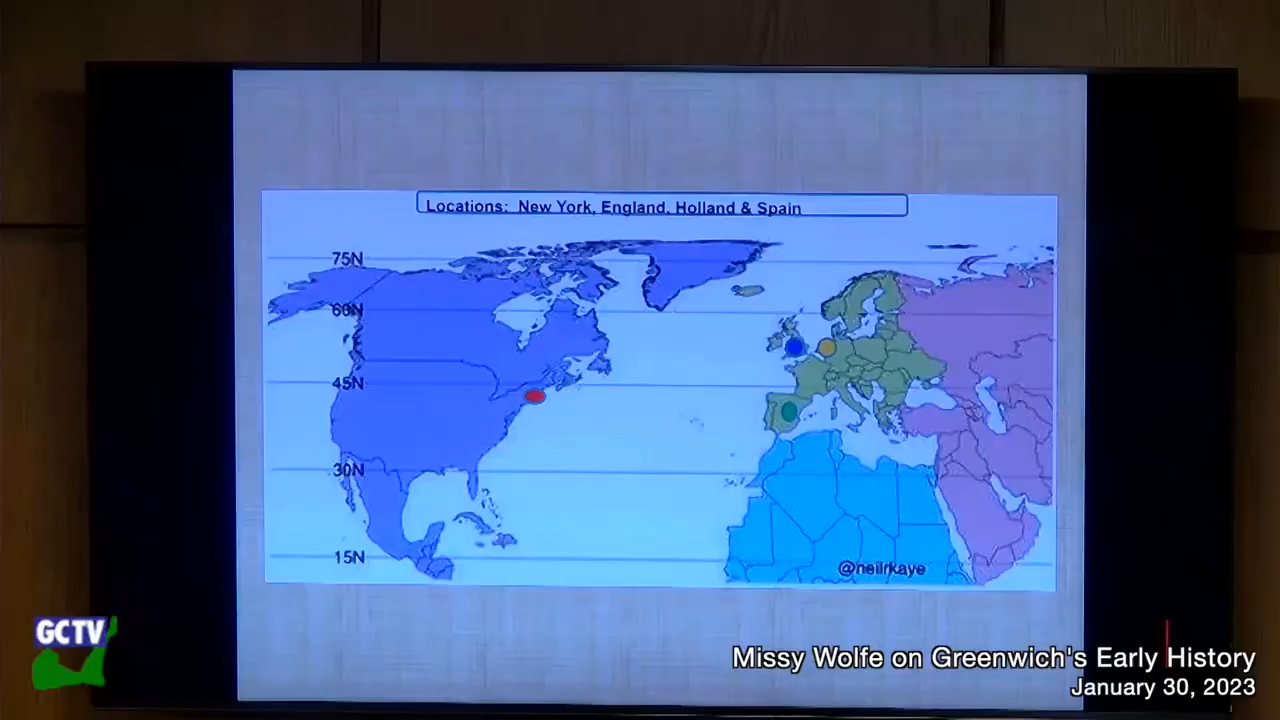 Locations: New York, England, Holland & Spain
75N
60N
45N
30N
15N
@neilrkaye
GCTV
Missy Wolfe on Greenwich's Early History
January 30, 2023